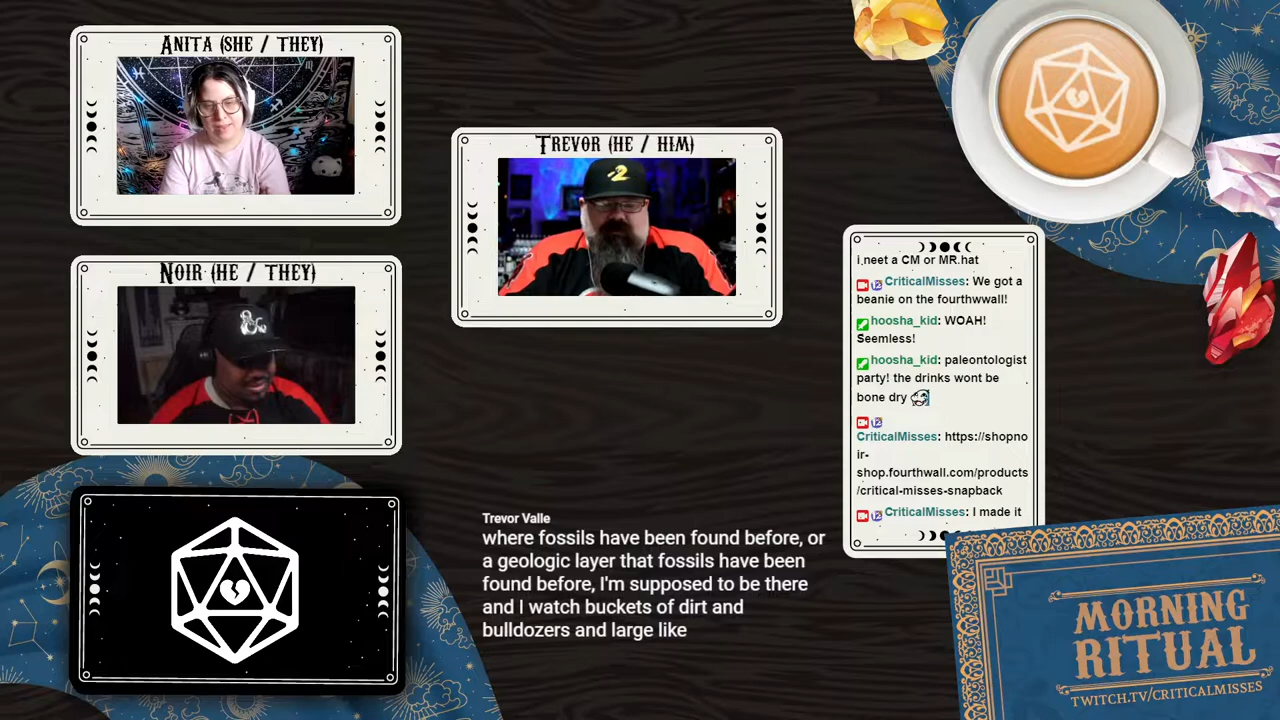 ANITA (SHE / THEY)
TREVOR (HE / HIM)
NOIR (HE / THEY)
i neet a CM or MR hat
CriticalMisses: We got a
beanie on the fourthwwall!
hoosha_kid: WOAH!
Seemless!
hoosha_kid: paleontologist
party! the drinks wont be
bone dry
CriticalMisses: https://shopno
ir-
shop.fourthwall.com/products
/critical-misses-snapback
CriticalMisses: I made it
Trevor Valle
where fossils have been found before, or
a geologic layer that fossils have been
found before, I'm supposed to be there
and I watch buckets of dirt and
bulldozers and large like
MORNING
RITUAL
TWITCH.TV/CRITICALMISSES